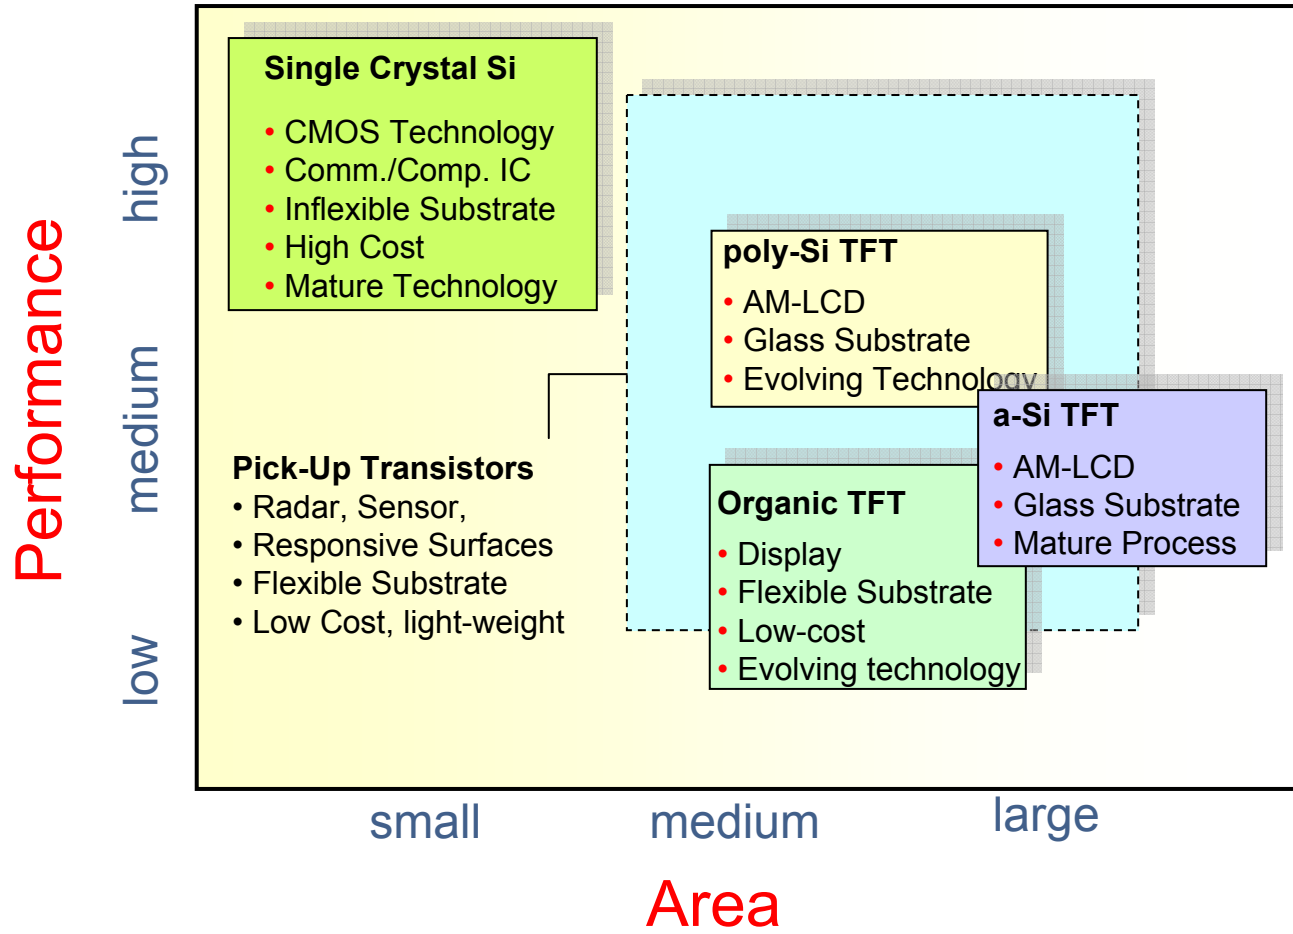 Performance
high
medium
low
Single Crystal Si
• CMOS Technology
• Comm./Comp. IC
• Inflexible Substrate
• High Cost
• Mature Technology
poly-Si TFT
• AM-LCD
• Glass Substrate
• Evolving Technology
a-Si TFT
• AM-LCD
• Glass Substrate
• Mature Process
Pick-Up Transistors
• Radar, Sensor,
• Responsive Surfaces
• Flexible Substrate
• Low Cost, light-weight
Organic TFT
• Display
• Flexible Substrate
• Low-cost
• Evolving technology
small
medium
large
Area